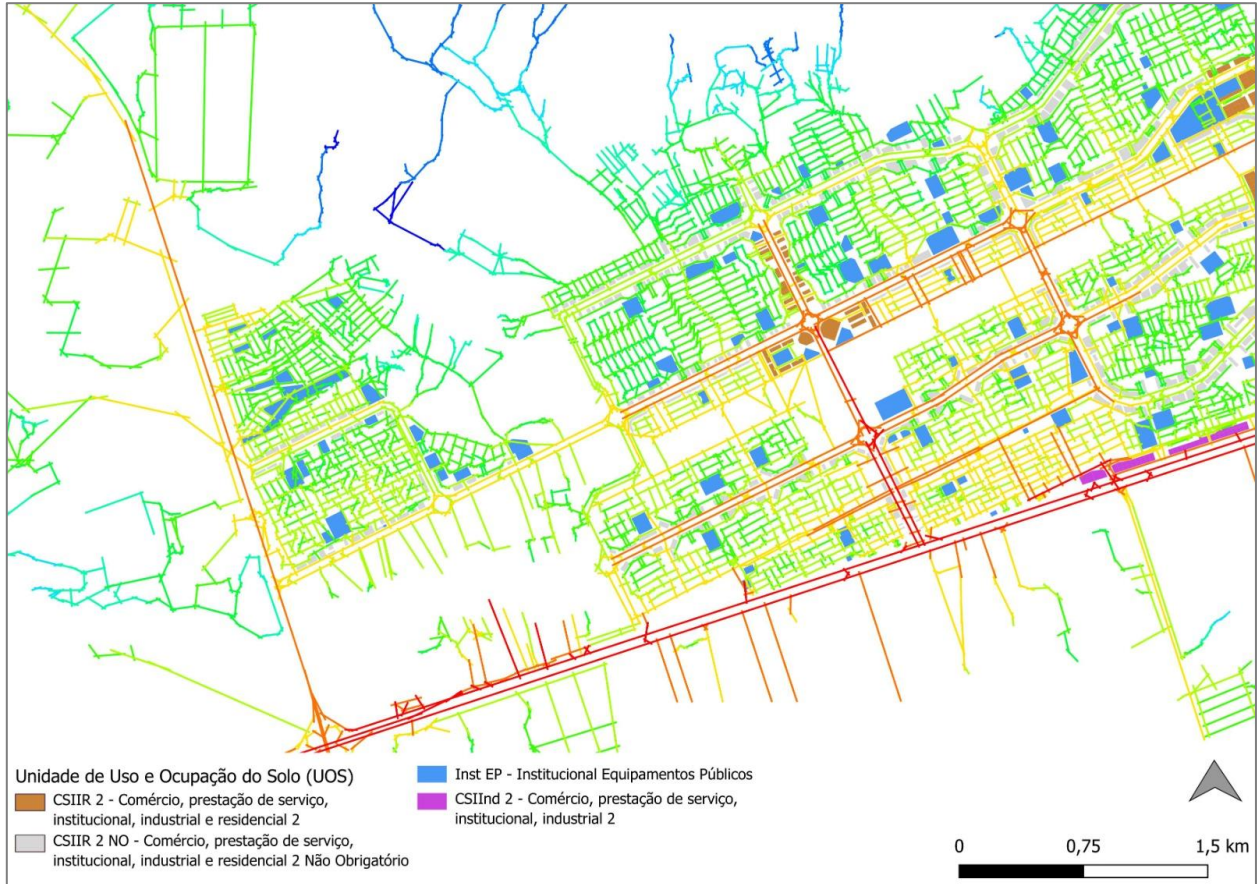 Unidade de Uso e Ocupação do Solo (UOS)
CSIIR 2 - Comércio, prestação de serviço,
institucional, industrial e residencial 2
CSIIR 2 NO - Comércio, prestação de serviço,
institucional, industrial e residencial 2 Não Obrigatório
Inst EP - Institucional Equipamentos Públicos
CSIInd 2 - Comércio, prestação de serviço,
institucional, industrial 2
0 0,75 1,5 km